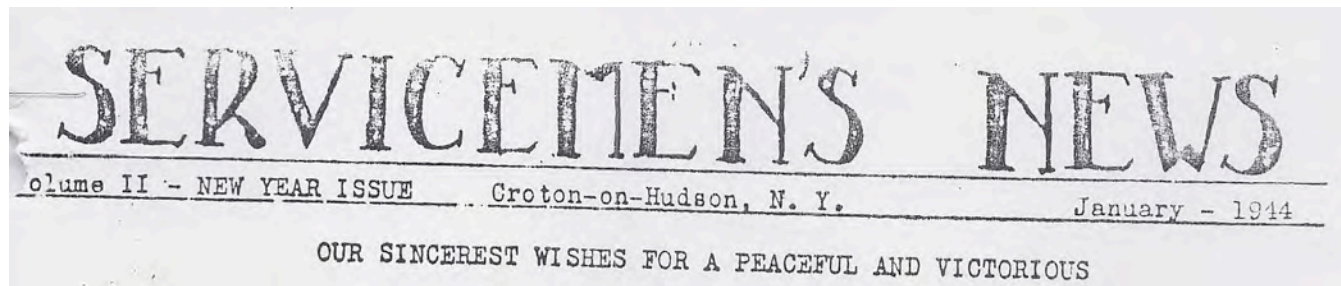 SERVICEMEN'S NEWS
olume II - NEW YEAR ISSUE Croton-on-Hudson, N. Y. January - 1944
OUR SINCEREST WISHES FOR A PEACEFUL AND VICTORIOUS